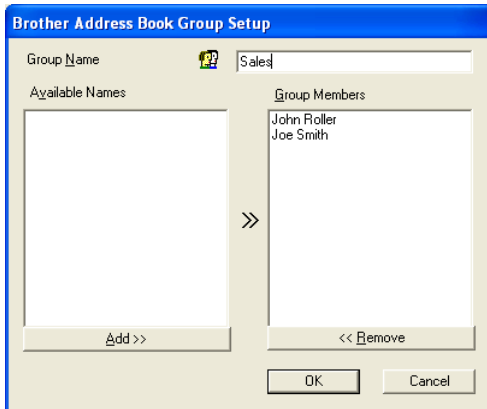 Brother Address Book Group Setup
Group Name
Sales
Available Names
Group Members
John Roller
Joe Smith
Add >>
<< Remove
OK
Cancel